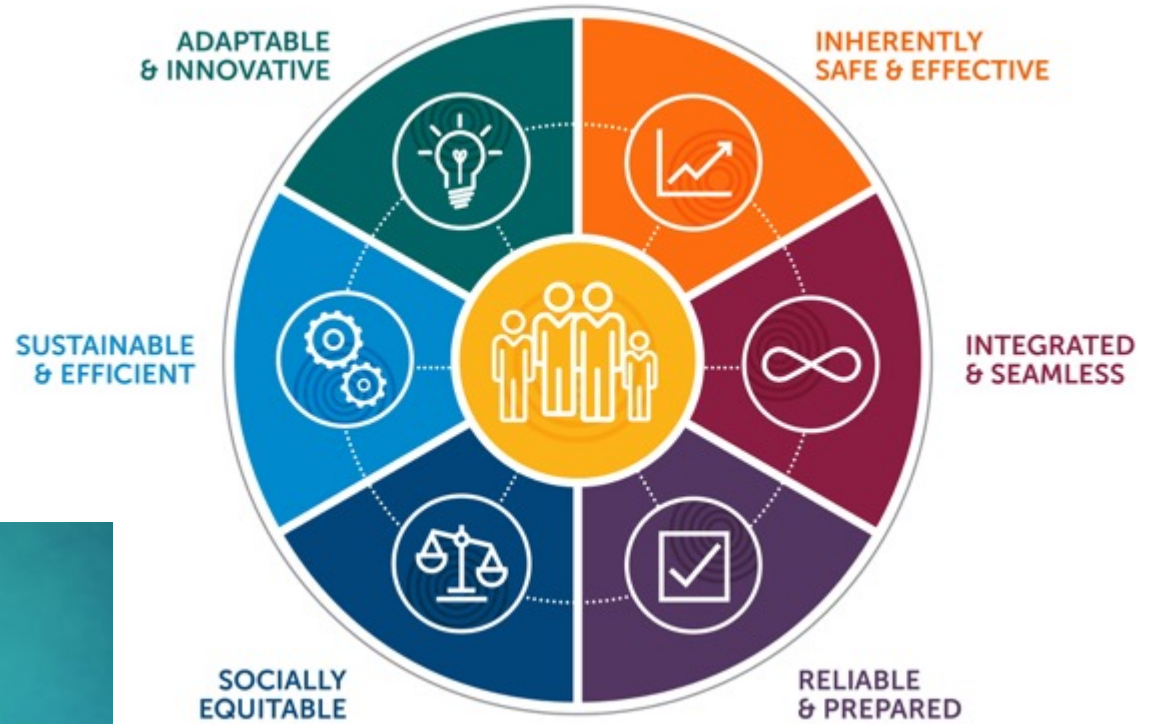 ADAPTABLE
& INNOVATIVE
INHERENTLY
SAFE & EFFECTIVE
SUSTAINABLE
& EFFICIENT
INTEGRATED
& SEAMLESS
SOCIALLY
EQUITABLE
RELIABLE
& PREPARED